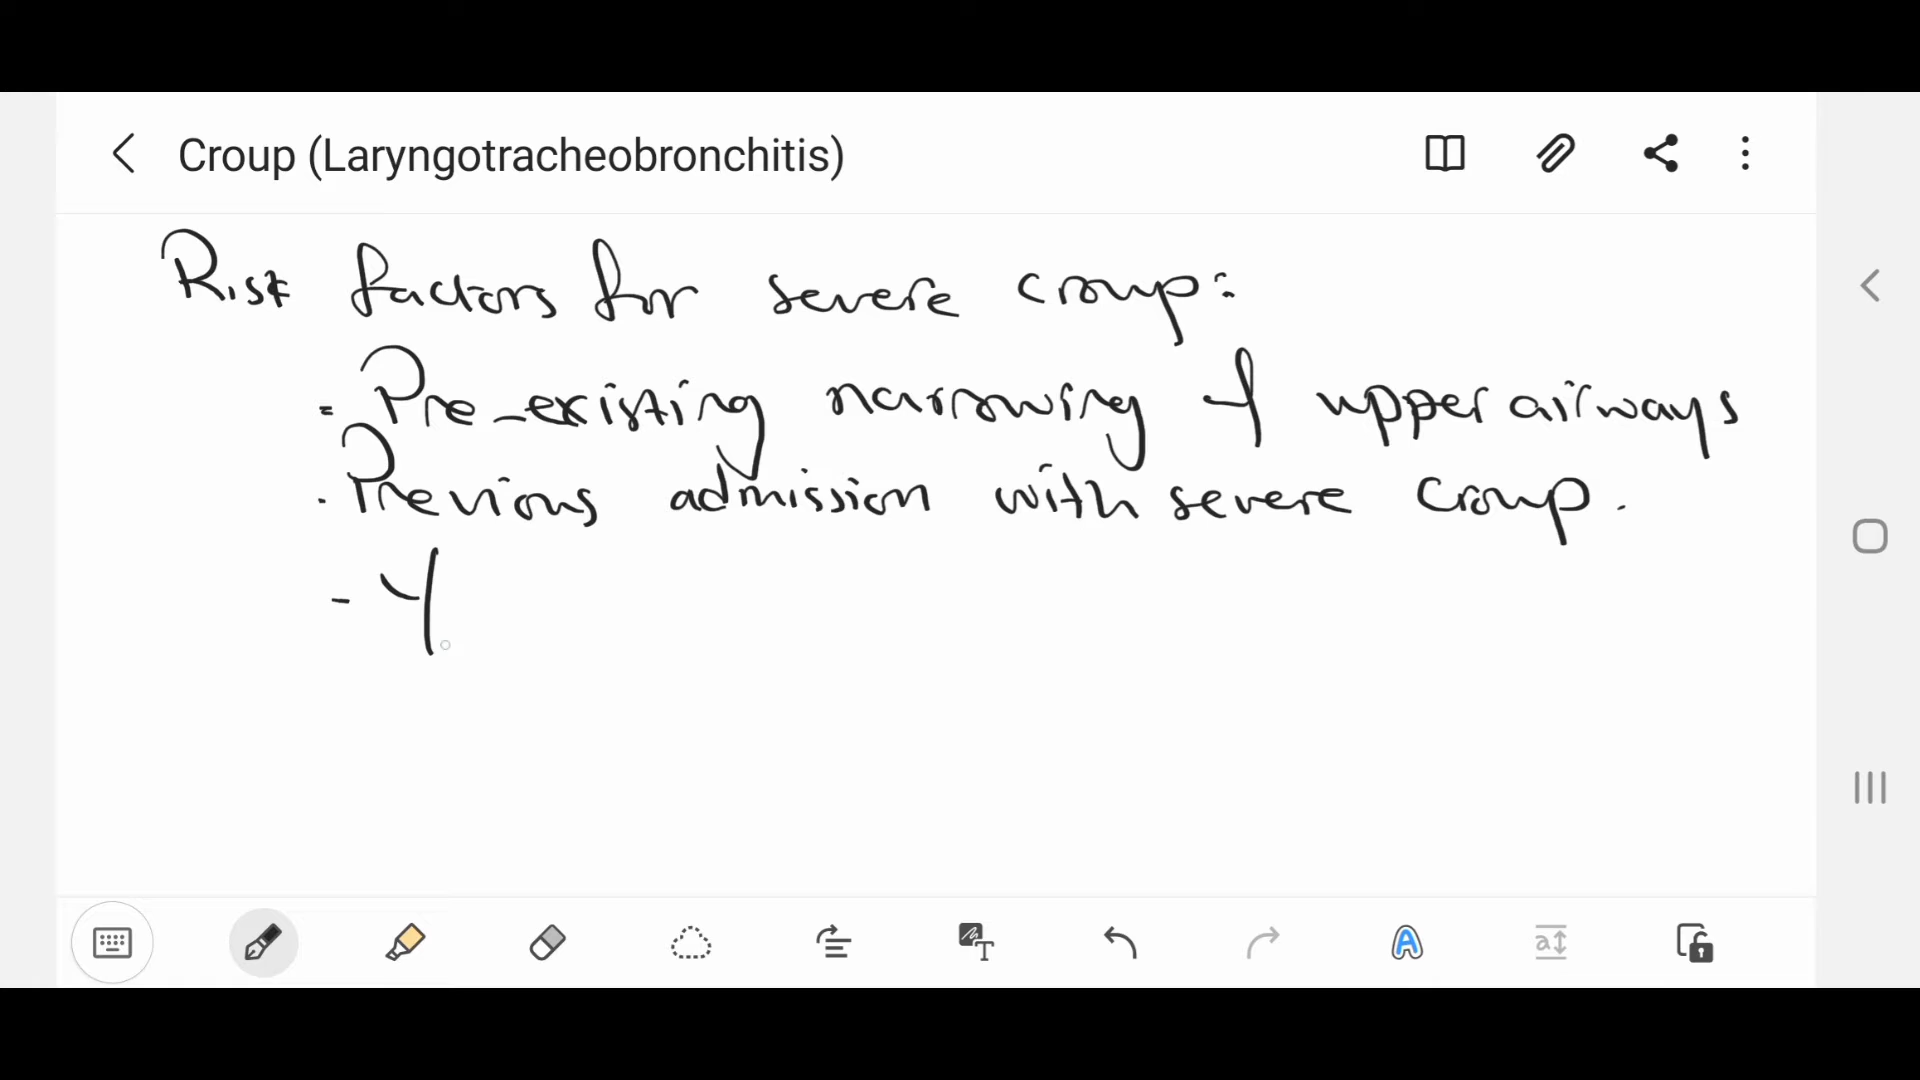 Croup (Laryngotracheobronchitis)
Risk factors for severe croup:
- Pre-existing narrowing of upper airways
- Previous admission with severe croup.
- Y